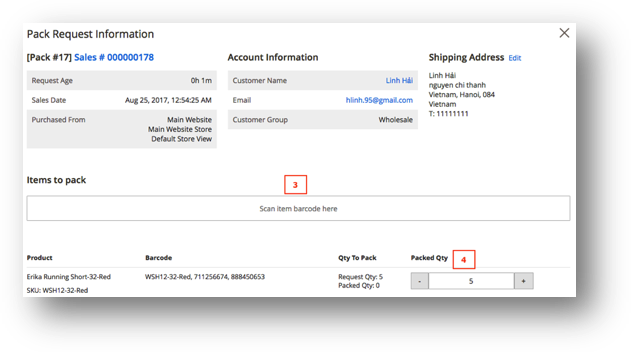 Pack Request Information
[Pack #17] Sales # 000000178
Request Age 0h 1m
Sales Date Aug 25, 2017, 12:54:25 AM
Purchased From Main Website
Main Website Store
Default Store View
Account Information
Customer Name Linh Hải
Email hlinh.95@gmail.com
Customer Group Wholesale
Shipping Address Edit
Linh Hải
nguyen chi thanh
Vietnam, Hanoi, 084
Vietnam
T: 11111111
Items to pack
3
Scan item barcode here
Product Barcode Qty To Pack Packed Qty 4
Erika Running Short-32-Red WSH12-32-Red, 711256674, 888450653 Request Qty: 5 - 5 +
SKU: WSH12-32-Red Packed Qty: 0